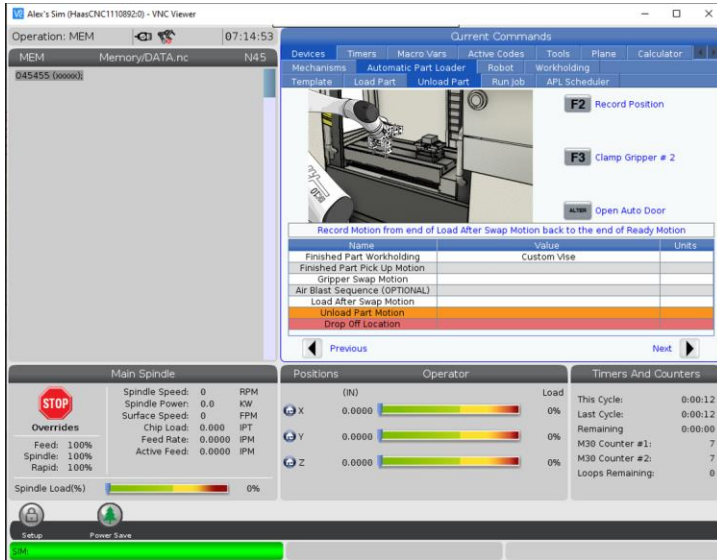 Alex's Sim (HaasCNC1110892:0) - VNC Viewer
Operation: MEM
07:14:53
MEM Memory/DATA.nc N45
O45455 (xxxxx);
Current Commands
Devices Timers Macro Vars Active Codes Tools Plane Calculator
Mechanisms Automatic Part Loader Robot Workholding
Template Load Part Unload Part Run Job APL Scheduler
F2 Record Position
F3 Clamp Gripper # 2
ALTER Open Auto Door
Record Motion from end of Load After Swap Motion back to the end of Ready Motion
Name Value Units
Finished Part Workholding Custom Vise
Finished Part Pick Up Motion
Gripper Swap Motion
Air Blast Sequence (OPTIONAL)
Load After Swap Motion
Unload Part Motion
Drop Off Location
Previous Next
Main Spindle
STOP
Overrides
Feed: 100%
Spindle: 100%
Rapid: 100%
Spindle Speed: 0 RPM
Spindle Power: 0.0 KW
Surface Speed: 0 FPM
Chip Load: 0.000 IPT
Feed Rate: 0.0000 IPM
Active Feed: 0.0000 IPM
Spindle Load(%) 0%
Positions Operator
(IN) Load
X 0.0000 0%
Y 0.0000 0%
Z 0.0000 0%
Timers And Counters
This Cycle: 0:00:12
Last Cycle: 0:00:12
Remaining 0:00:00
M30 Counter #1: 7
M30 Counter #2: 7
Loops Remaining: 0
Setup Power Save
SIM: